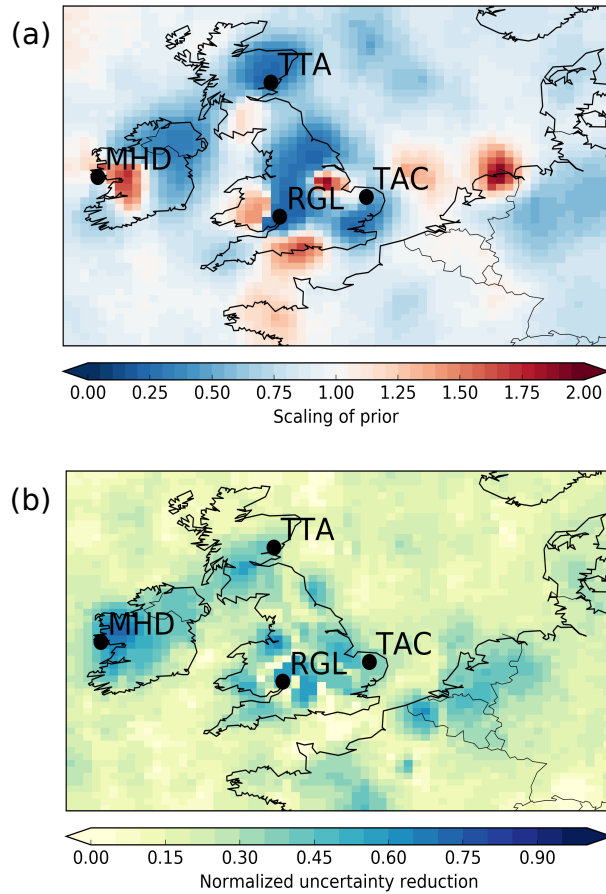 (a)
TTA
MHD
TAC
RGL
0.00 0.25 0.50 0.75 1.00 1.25 1.50 1.75 2.00
Scaling of prior
(b)
TTA
MHD
TAC
RGL
0.00 0.15 0.30 0.45 0.60 0.75 0.90
Normalized uncertainty reduction